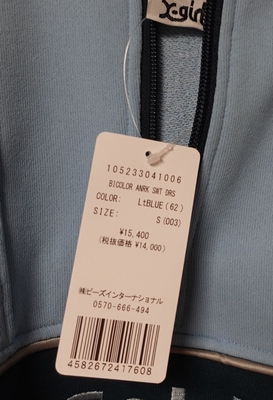 X-girl
105233041006
BICOLOR ANRK SWT DRS
COLOR: LtBLUE(62)
SIZE: S(003)
¥15,400
(税抜価格 ¥14,000)
㈱ビーズインターナショナル
0570-666-494
4582672417608